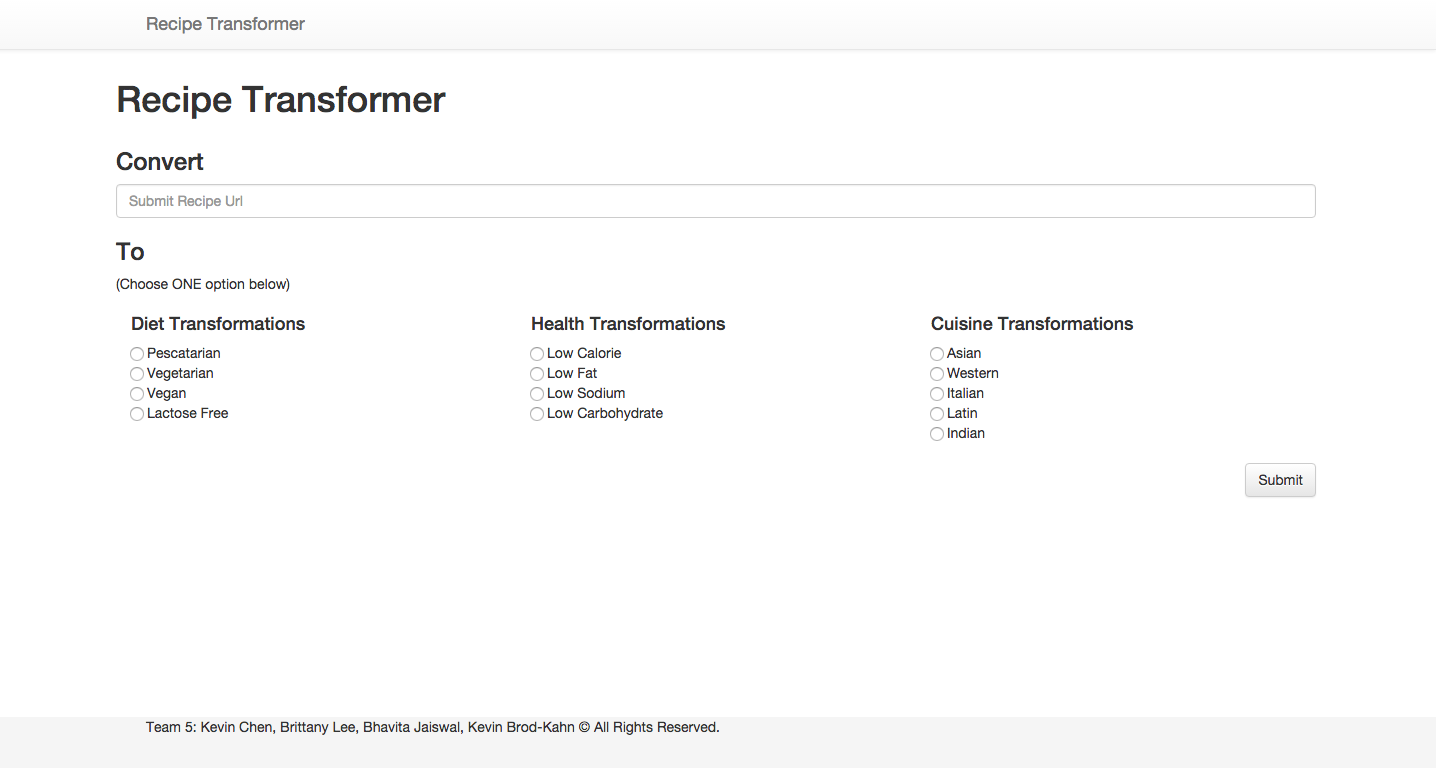 Recipe Transformer
Recipe Transformer
Convert
Submit Recipe Url
To
(Choose ONE option below)
Diet Transformations
Pescatarian
Vegetarian
Vegan
Lactose Free
Health Transformations
Low Calorie
Low Fat
Low Sodium
Low Carbohydrate
Cuisine Transformations
Asian
Western
Italian
Latin
Indian
Submit
Team 5: Kevin Chen, Brittany Lee, Bhavita Jaiswal, Kevin Brod-Kahn © All Rights Reserved.